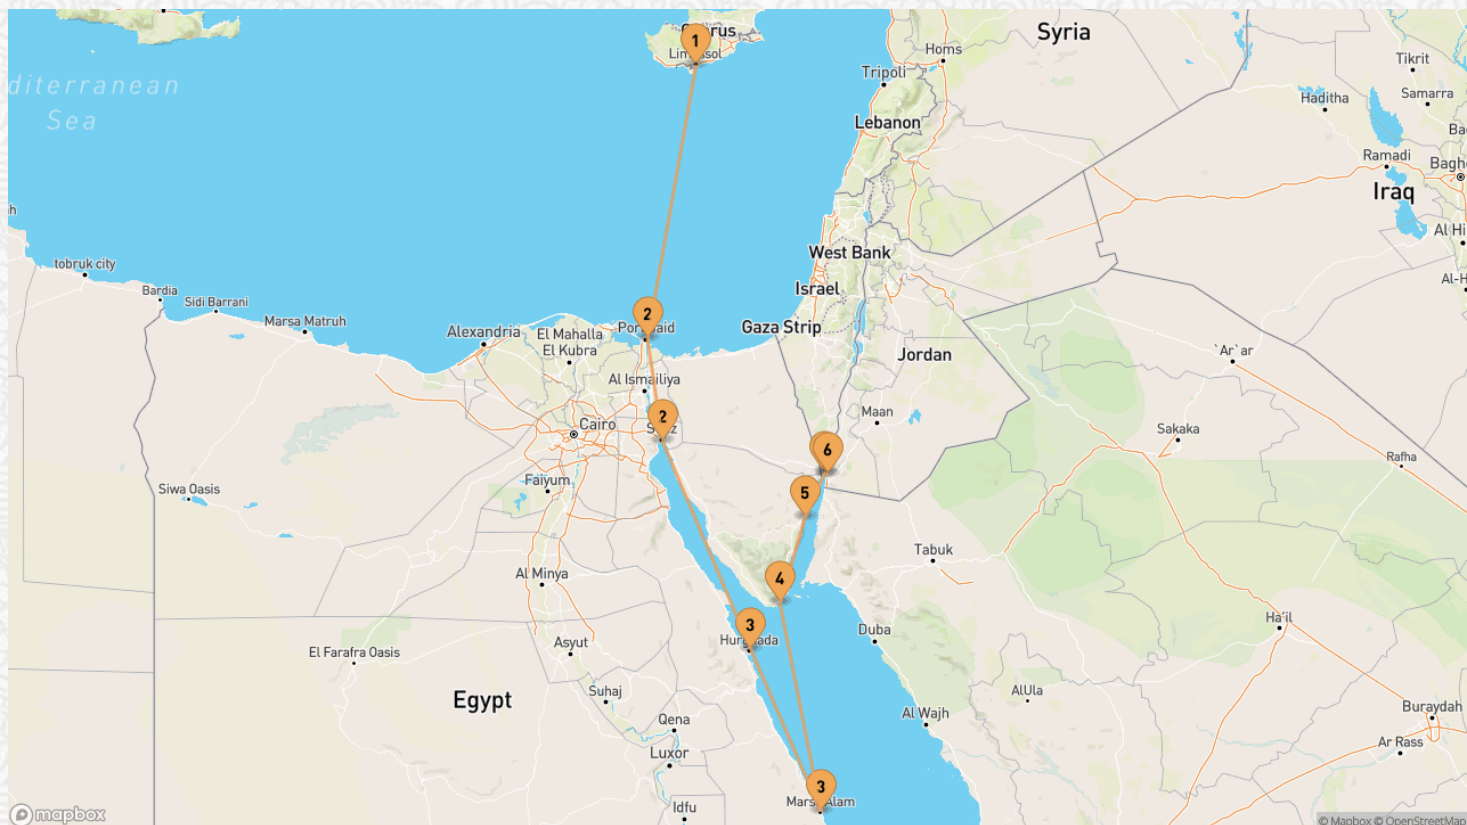 Syria
Homs
Tripoli
Tikrit
Samarra
Haditha
Lebanon
Ramadi
Iraq
diterranean
Sea
1
West Bank
Israel
Gaza Strip
Jordan
tobruk city
Bardia
Sidi Barrani
Marsa Matruh
Alexandria
El Mahalla
El Kubra
2
Al Ismailiya
`Ar`ar
Maan
2
Cairo
Sakaka
Rafha
6
Faiyum
Siwa Oasis
5
Tabuk
Al Minya
4
Ha'il
3
Duba
Asyut
El Farafra Oasis
Egypt
Suhaj
AlUla
Al Wajh
Buraydah
Qena
Luxor
Ar Rass
3
Idfu
mapbox
© Mapbox © OpenStreetMap